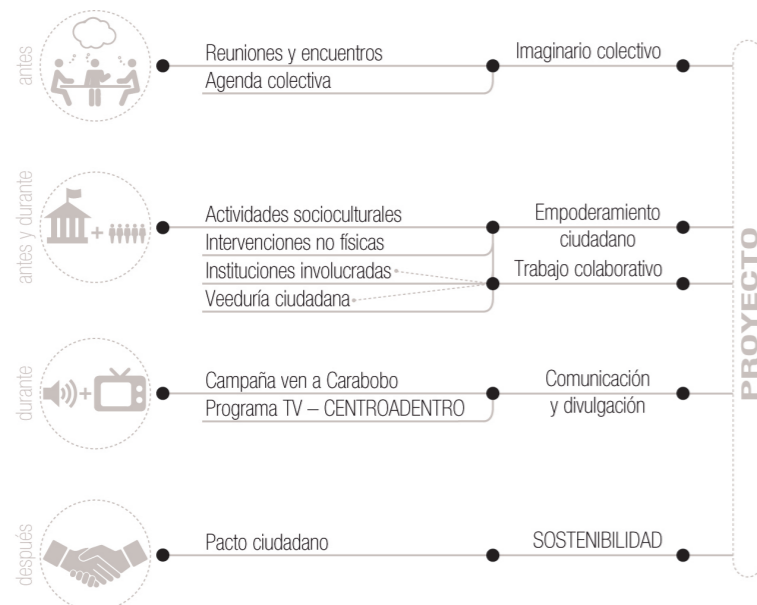 antes
Reuniones y encuentros
Agenda colectiva
Imaginario colectivo
antes y durante
Actividades socioculturales
Intervenciones no físicas
Instituciones involucradas
Veeduría ciudadana
Empoderamiento
ciudadano
Trabajo colaborativo
durante
Campaña ven a Carabobo
Programa TV – CENTROADENTRO
Comunicación
y divulgación
después
Pacto ciudadano
SOSTENIBILIDAD
PROYECTO